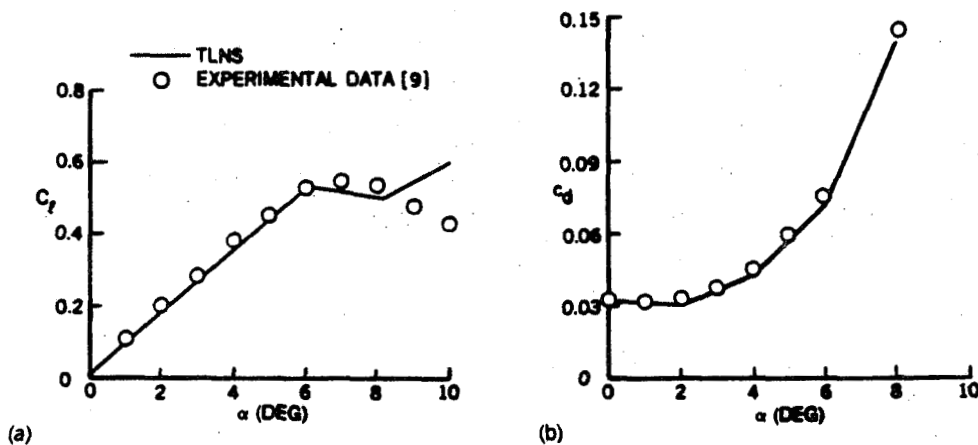 TLNS
EXPERIMENTAL DATA [9]
0.8
0.6
Cℓ
0.4
0.2
0
0 2 4 6 8 10
α (DEG)
(a)
0.15
0.12
0.09
cd
0.06
0.03
0
0 2 4 6 8 10
α (DEG)
(b)